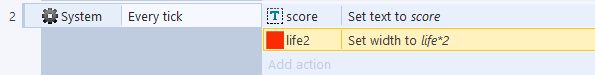 2 System Every tick score Set text to score
life2 Set width to life*2
Add action